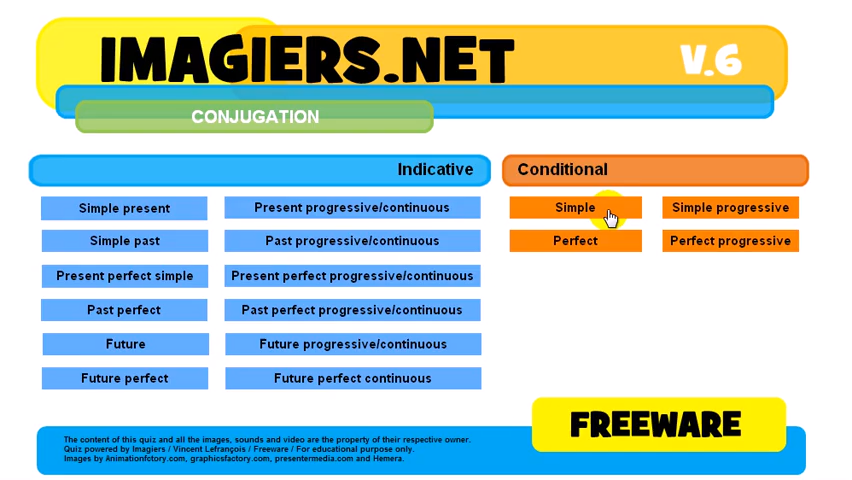 IMAGIERS.NET
V.6
CONJUGATION
Indicative
Conditional
Simple present
Present progressive/continuous
Simple
Simple progressive
Simple past
Past progressive/continuous
Perfect
Perfect progressive
Present perfect simple
Present perfect progressive/continuous
Past perfect
Past perfect progressive/continuous
Future
Future progressive/continuous
Future perfect
Future perfect continuous
FREEWARE
The content of this quiz and all the images, sounds and video are the property of their respective owner.
Quiz powered by Imagiers / Vincent Lefrançois / Freeware / For educational purpose only.
Images by Animationfotory.com, graphicsfactory.com, presentermedia.com and Hemera.